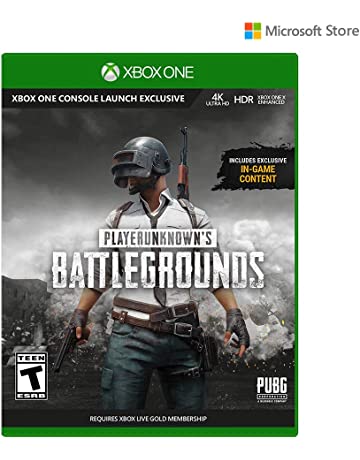 Microsoft Store
XBOX ONE
XBOX ONE CONSOLE LAUNCH EXCLUSIVE
4K
ULTRA HD
HDR
XBOX ONE X
ENHANCED
INCLUDES EXCLUSIVE
IN-GAME
CONTENT
PLAYERUNKNOWN'S
BATTLEGROUNDS
TEEN
T
ESRB
PUBG
CORPORATION
REQUIRES XBOX LIVE GOLD MEMBERSHIP